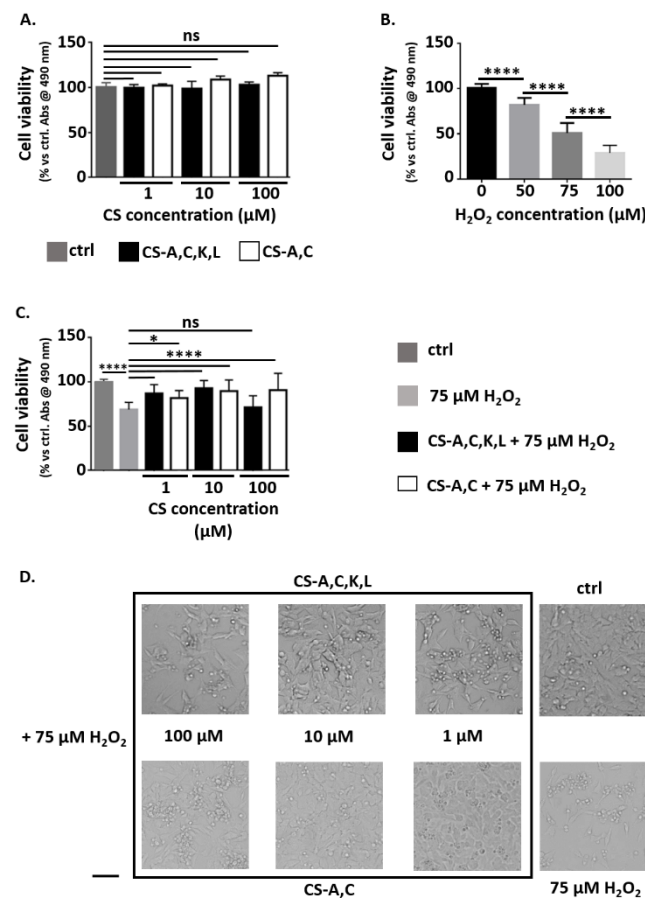 A.
ns
150
100
50
0
Cell viability
(% vs ctrl. Abs @ 490 nm)
1 10 100
CS concentration (µM)
ctrl CS-A,C,K,L CS-A,C
B.
150
100
50
0
Cell viability
(% vs ctrl. Abs @ 490 nm)
**** **** ****
0 50 75 100
H₂O₂ concentration (µM)
C.
ns
*
****
****
150
100
50
0
Cell viability
(% vs ctrl. Abs @ 490 nm)
1 10 100
CS concentration
(µM)
ctrl
75 µM H₂O₂
CS-A,C,K,L + 75 µM H₂O₂
CS-A,C + 75 µM H₂O₂
D.
CS-A,C,K,L ctrl
+ 75 µM H₂O₂ 100 µM 10 µM 1 µM
CS-A,C 75 µM H₂O₂